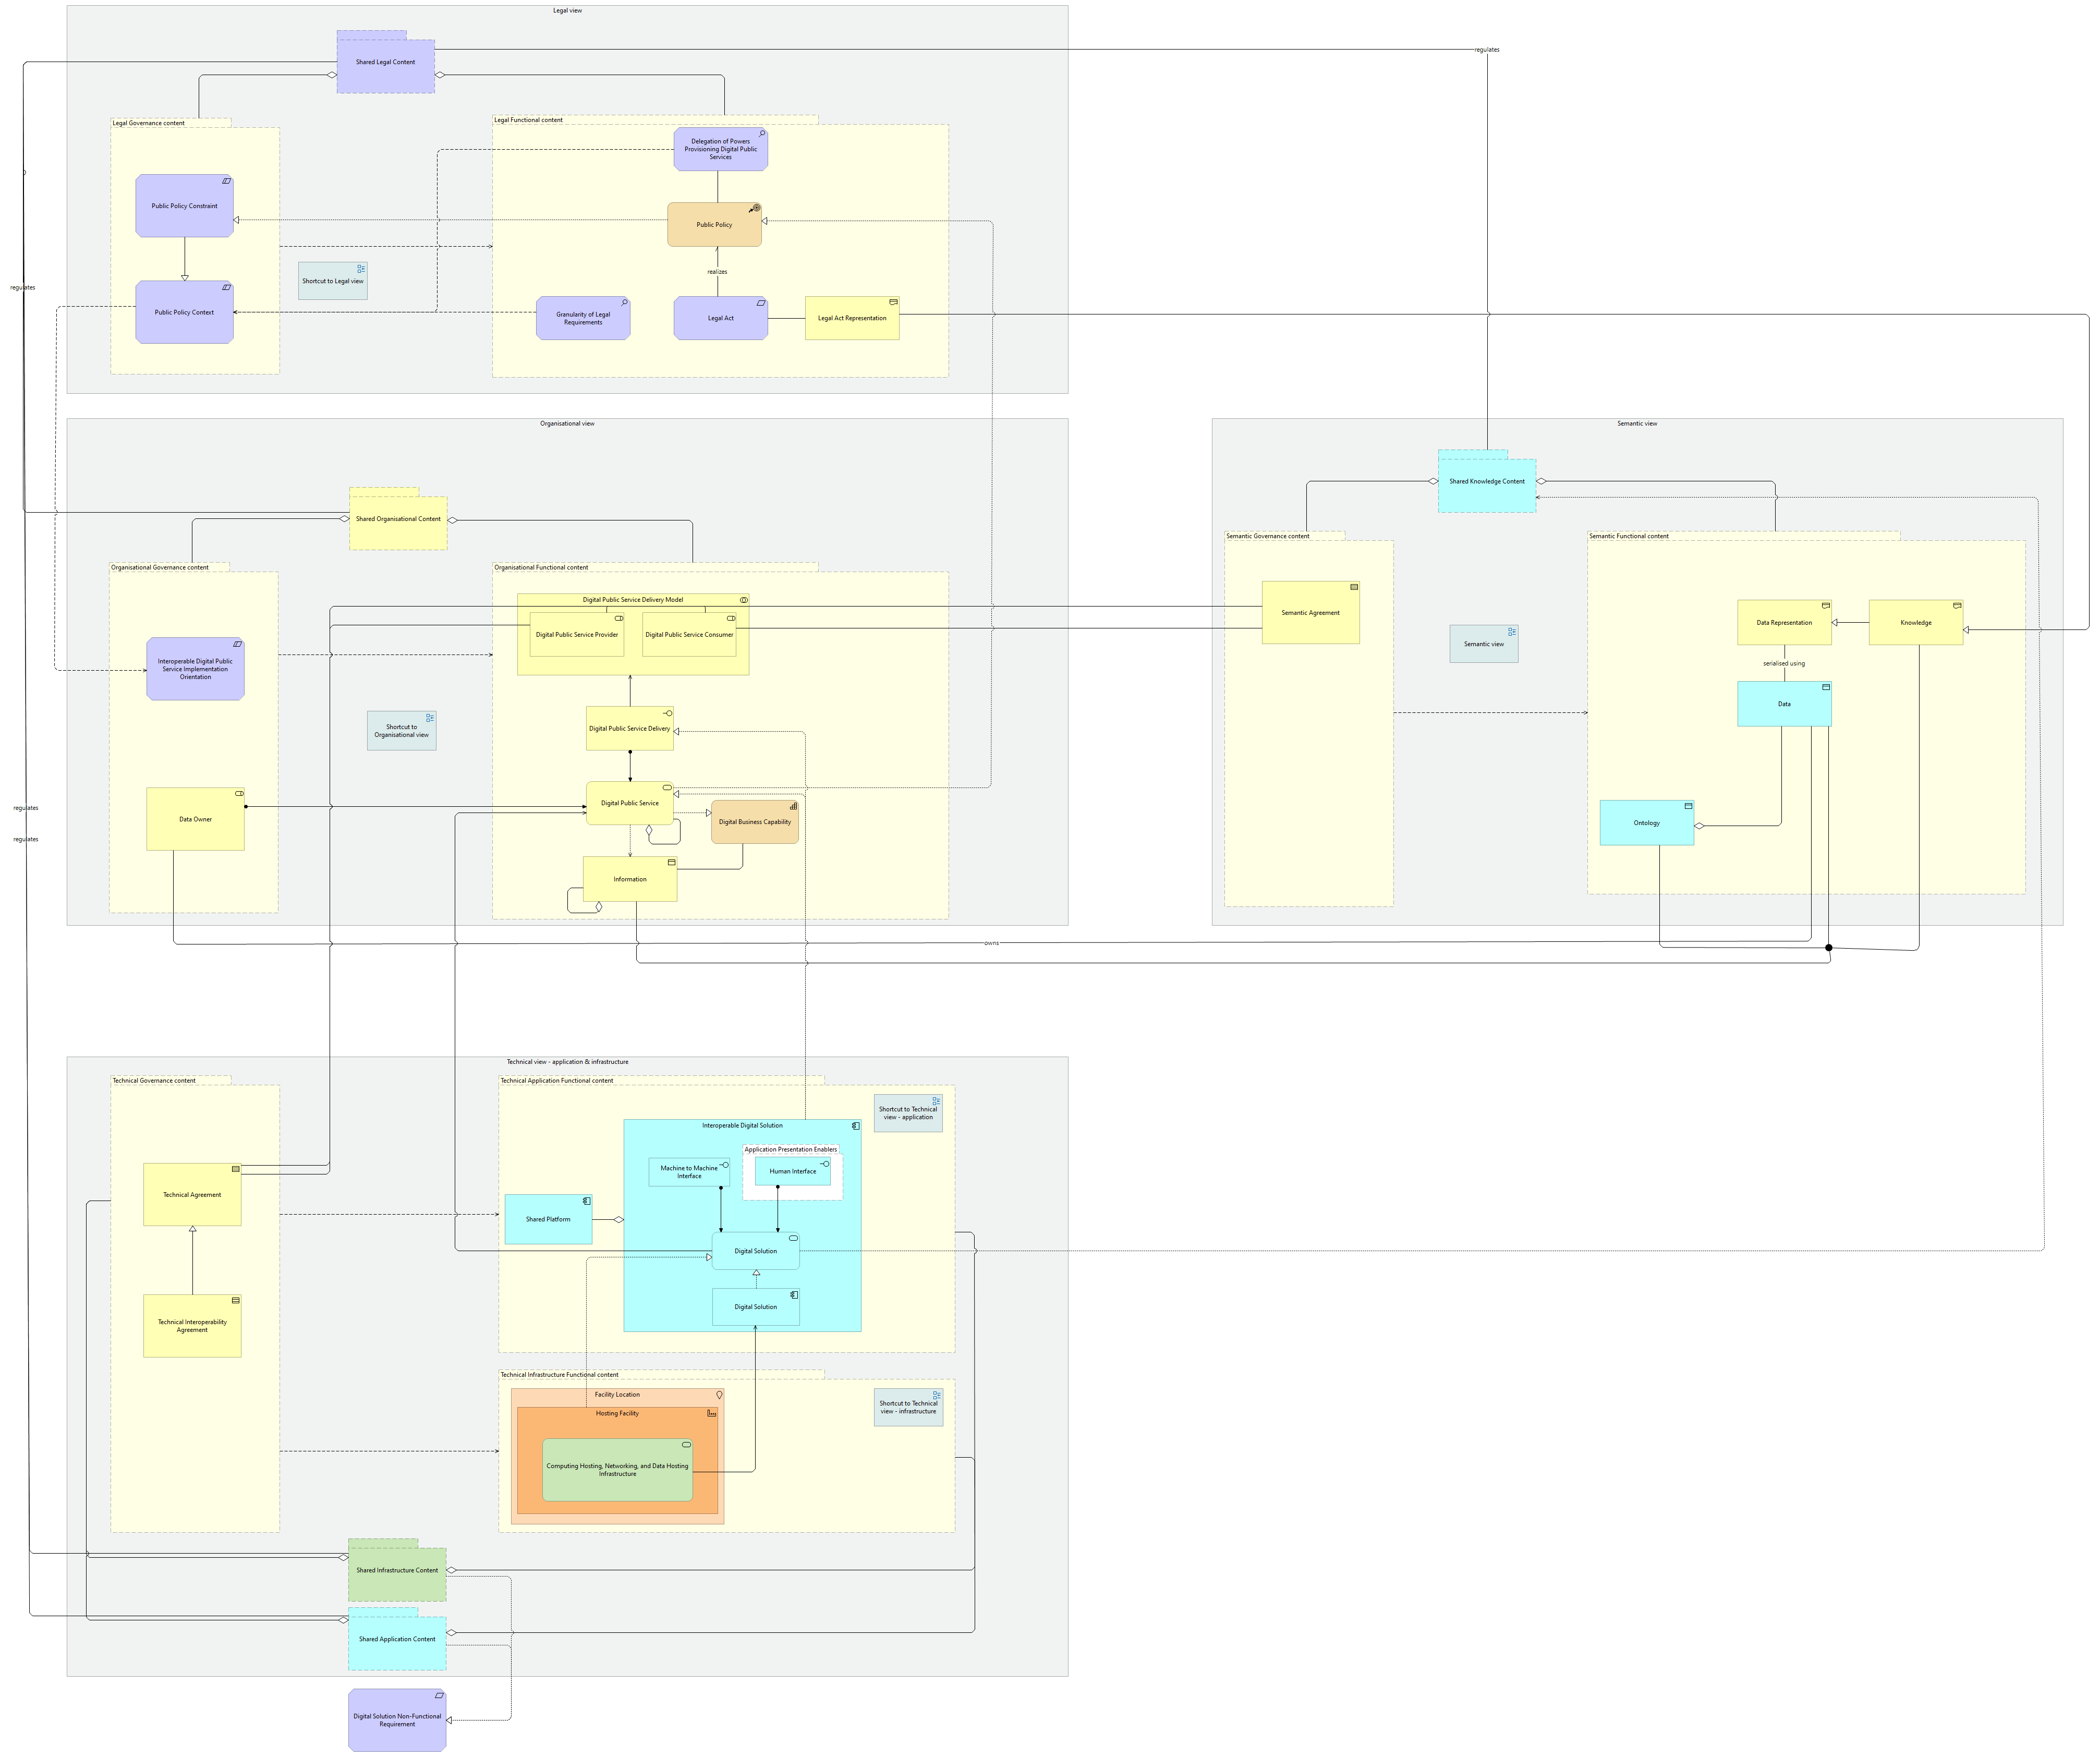 Legal view
Shared Legal Content
regulates
Legal Governance content
Legal Functional content
Delegation of Powers
Provisioning Digital Public
Services
Public Policy Constraint
Public Policy
realizes
Shortcut to Legal view
regulates
Public Policy Context
Granularity of Legal
Requirements
Legal Act
Legal Act Representation
Organisational view
Shared Organisational Content
Organisational Governance content
Organisational Functional content
Digital Public Service Delivery Model
Digital Public Service Provider
Digital Public Service Consumer
Interoperable Digital Public
Service Implementation
Orientation
Shortcut to
Organisational view
Digital Public Service Delivery
Digital Public Service
Data Owner
Digital Business Capability
Information
regulates
regulates
Semantic view
Shared Knowledge Content
Semantic Governance content
Semantic Functional content
Semantic Agreement
Semantic view
Data Representation
Knowledge
serialised using
Data
Ontology
owns
Technical view - application & infrastructure
Technical Governance content
Technical Application Functional content
Shortcut to Technical
view - application
Interoperable Digital Solution
Application Presentation Enablers
Machine to Machine
Interface
Human Interface
Technical Agreement
Shared Platform
Digital Solution
Digital Solution
Technical Interoperability
Agreement
Technical Infrastructure Functional content
Facility Location
Shortcut to Technical
view - infrastructure
Hosting Facility
Computing Hosting, Networking, and Data Hosting
Infrastructure
Shared Infrastructure Content
Shared Application Content
Digital Solution Non-Functional
Requirement